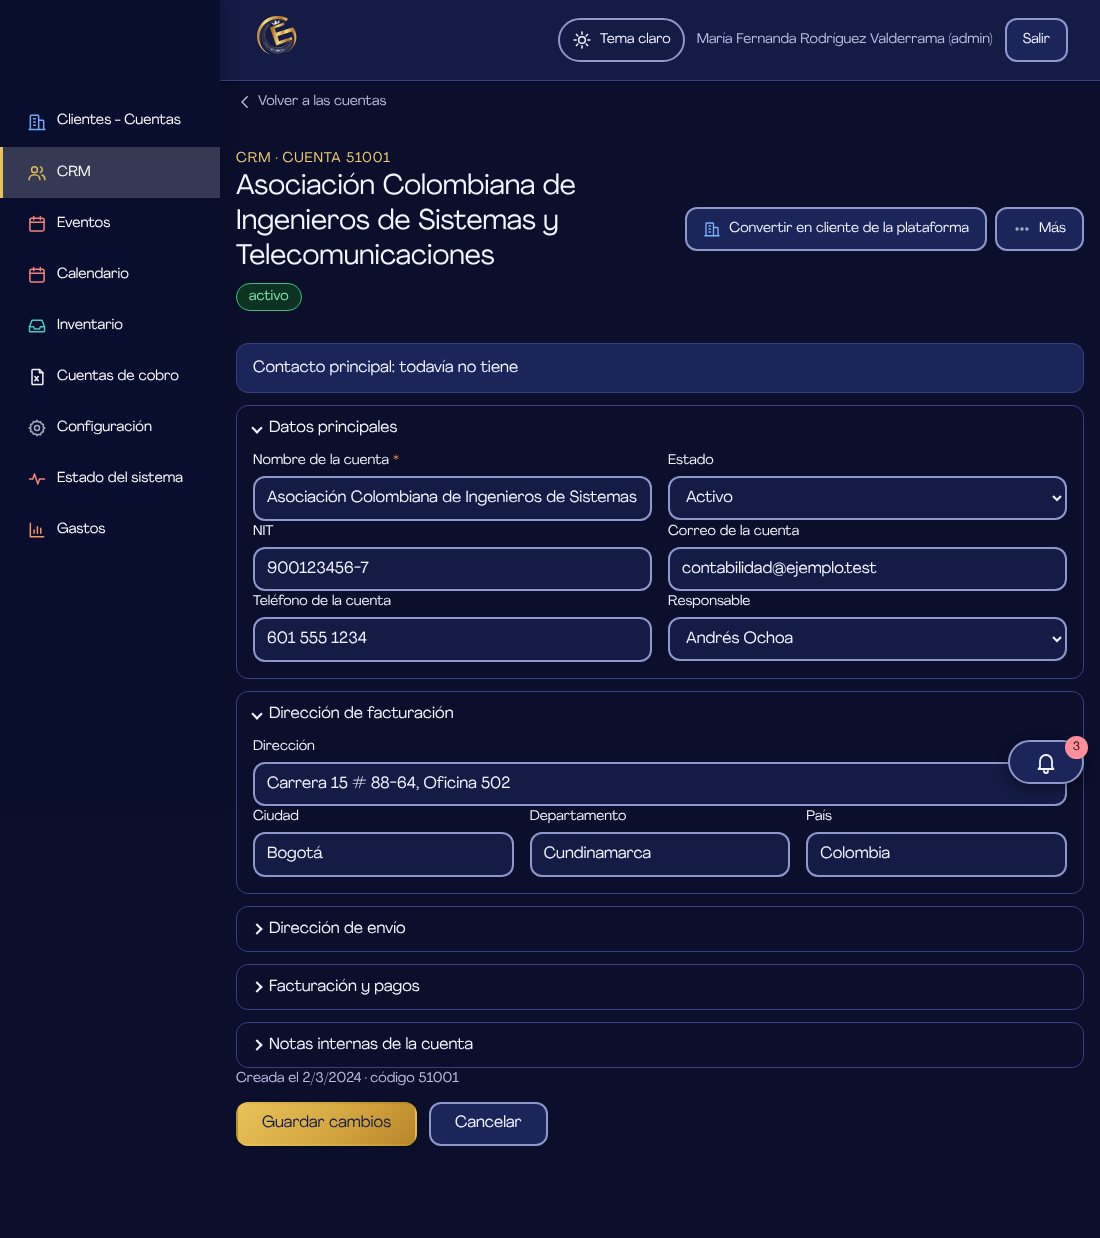 Tema claro
María Fernanda Rodríguez Valderrama (admin)
Salir
Clientes - Cuentas
CRM
Eventos
Calendario
Inventario
Cuentas de cobro
Configuración
Estado del sistema
Gastos
Volver a las cuentas
CRM · CUENTA 51001
Asociación Colombiana de
Ingenieros de Sistemas y
Telecomunicaciones
Convertir en cliente de la plataforma
Más
activo
Contacto principal: todavía no tiene
Datos principales
Nombre de la cuenta *
Estado
Asociación Colombiana de Ingenieros de Sistemas
Activo
NIT
Correo de la cuenta
900123456-7
contabilidad@ejemplo.test
Teléfono de la cuenta
Responsable
601 555 1234
Andrés Ochoa
Dirección de facturación
Dirección
3
Carrera 15 # 88-64, Oficina 502
Ciudad
Departamento
País
Bogotá
Cundinamarca
Colombia
Dirección de envío
Facturación y pagos
Notas internas de la cuenta
Creada el 2/3/2024 · código 51001
Guardar cambios
Cancelar